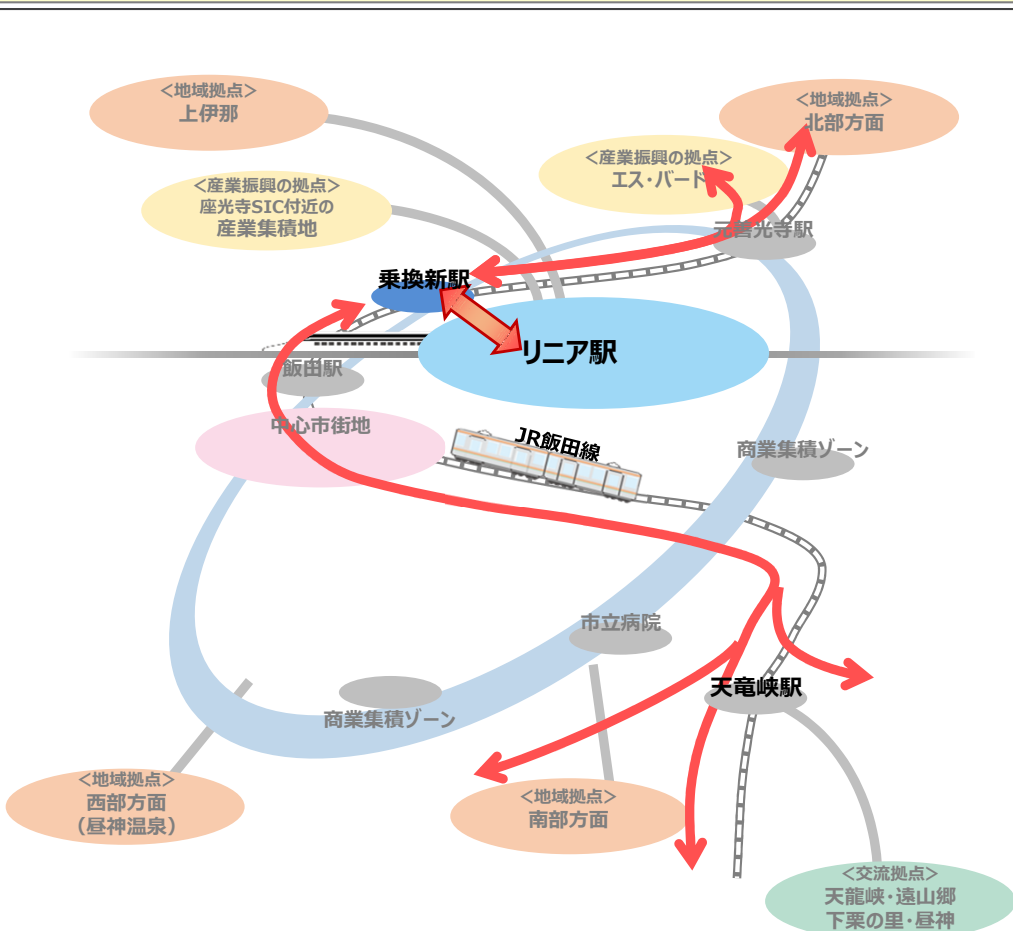 ＜地域拠点＞
上伊那
＜地域拠点＞
北部方面
＜産業振興の拠点＞
エス・バード
＜産業振興の拠点＞
座光寺SIC付近の
産業集積地
元善光寺駅
乗換新駅
リニア駅
飯田駅
中心市街地
JR飯田線
商業集積ゾーン
市立病院
天竜峡駅
商業集積ゾーン
＜地域拠点＞
西部方面
（昼神温泉）
＜地域拠点＞
南部方面
＜交流拠点＞
天龍峡・遠山郷
下栗の里・昼神